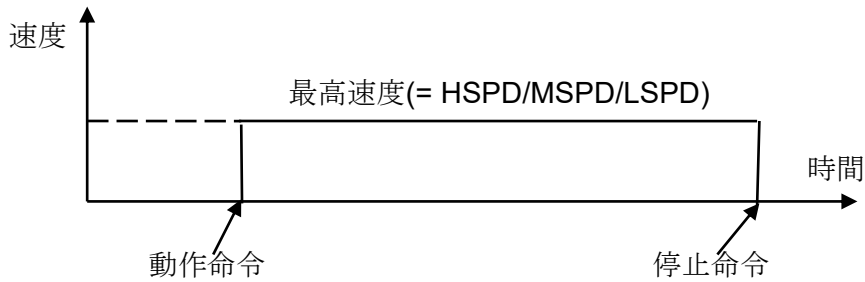 速度
最高速度(= HSPD/MSPD/LSPD)
時間
動作命令
停止命令